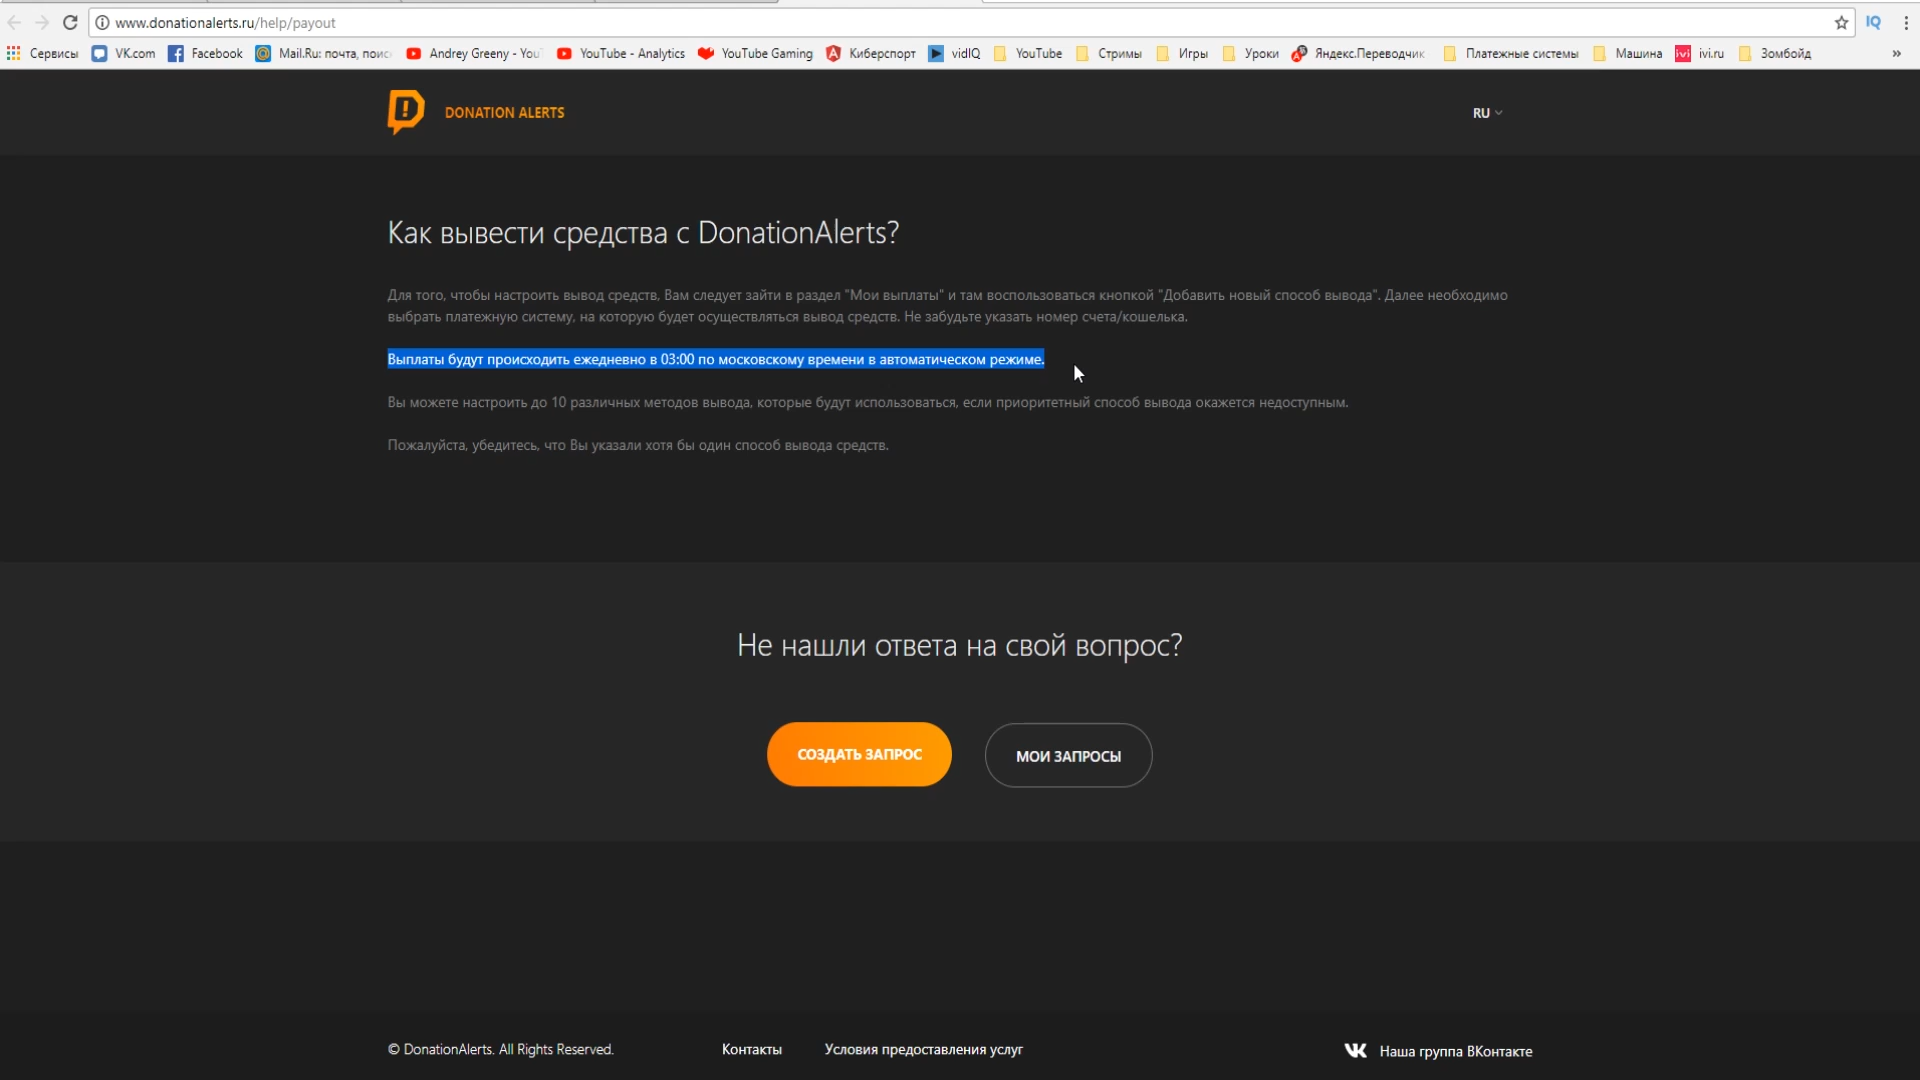 www.donationalerts.ru/help/payout
IQ
Сервисы VK.com Facebook Mail.Ru: почта, поис Andrey Greeny - You YouTube - Analytics YouTube Gaming Киберспорт vidIQ YouTube Стримы Игры Уроки Яндекс.Переводчик Платежные системы Машина ivi ivi.ru Зомбойд »
DONATION ALERTS
RU
Как вывести средства с DonationAlerts?
Для того, чтобы настроить вывод средств, Вам следует зайти в раздел "Мои выплаты" и там воспользоваться кнопкой "Добавить новый способ вывода". Далее необходимо
выбрать платежную систему, на которую будет осуществляться вывод средств. Не забудьте указать номер счета/кошелька.
Выплаты будут происходить ежедневно в 03:00 по московскому времени в автоматическом режиме.
Вы можете настроить до 10 различных методов вывода, которые будут использоваться, если приоритетный способ вывода окажется недоступным.
Пожалуйста, убедитесь, что Вы указали хотя бы один способ вывода средств.
Не нашли ответа на свой вопрос?
СОЗДАТЬ ЗАПРОС
МОИ ЗАПРОСЫ
© DonationAlerts. All Rights Reserved.
Контакты
Условия предоставления услуг
Наша группа ВКонтакте